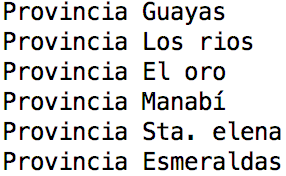 Provincia Guayas
Provincia Los rios
Provincia El oro
Provincia Manabí
Provincia Sta. elena
Provincia Esmeraldas